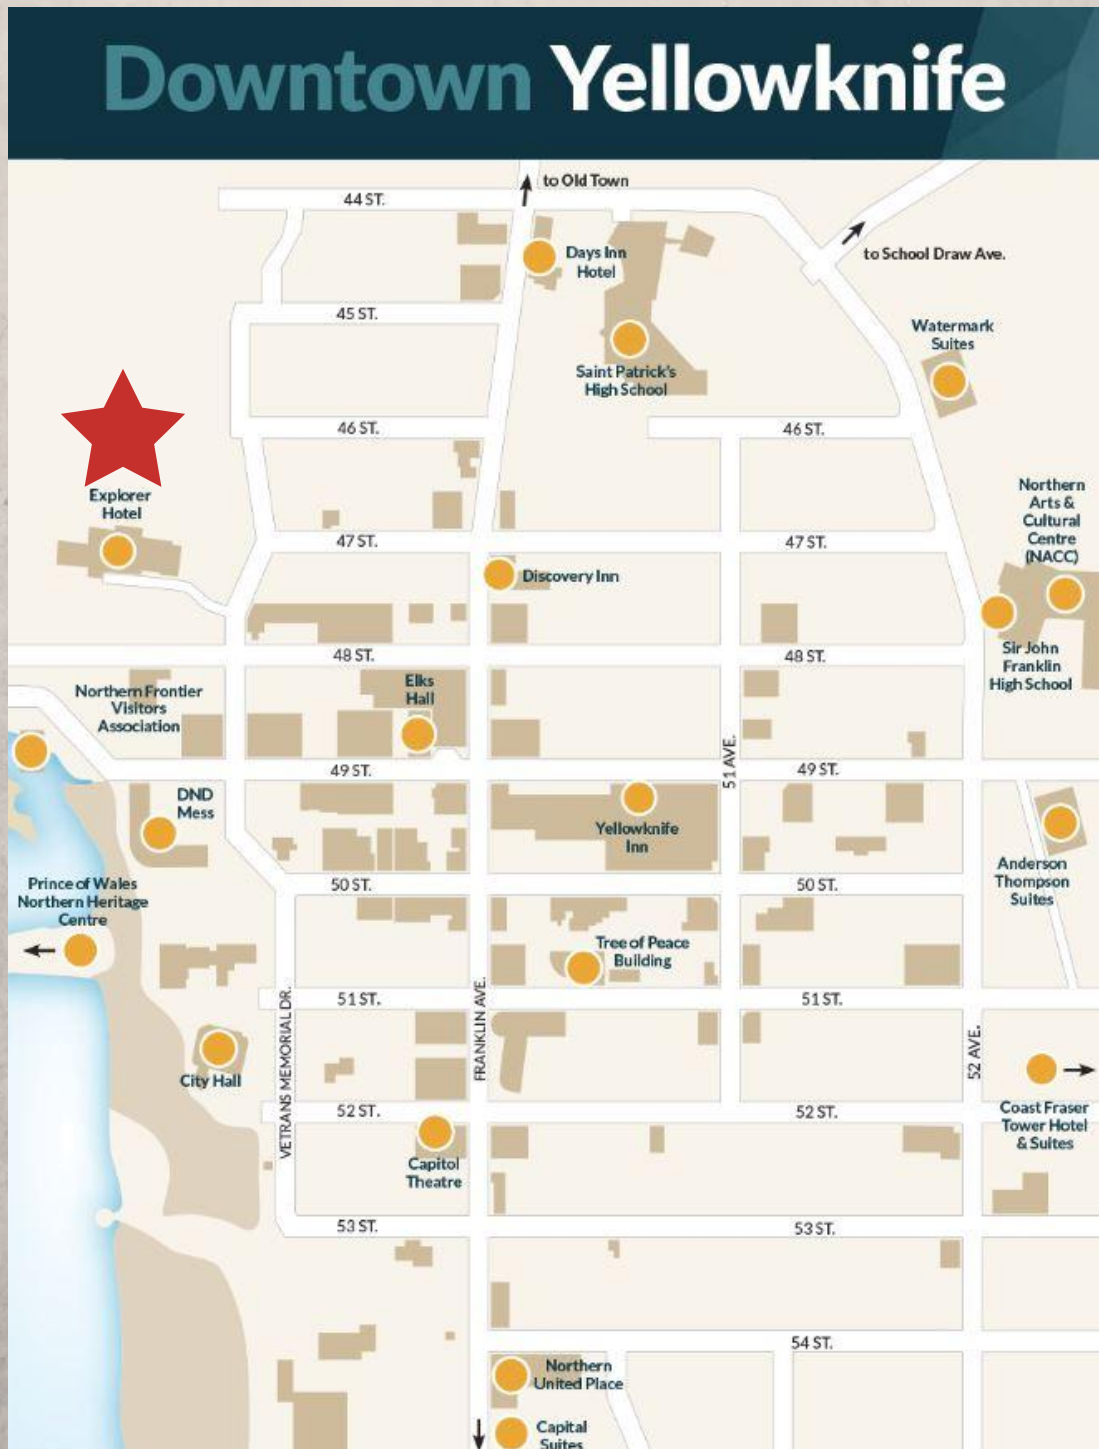 Downtown Yellowknife
to Old Town
44 ST.
Days Inn
Hotel
to School Draw Ave.
45 ST.
Watermark
Suites
Saint Patrick's
High School
46 ST.
46 ST.
Explorer
Hotel
Northern
Arts &
Cultural
Centre
(NACC)
47 ST.
47 ST.
Discovery Inn
48 ST.
48 ST.
Sir John
Franklin
High School
Elks
Hall
Northern Frontier
Visitors
Association
51 AVE.
49 ST.
49 ST.
DND
Mess
Yellowknife
Inn
Anderson
Thompson
Suites
50 ST.
50 ST.
Prince of Wales
Northern Heritage
Centre
Tree of Peace
Building
51 ST.
51 ST.
VETRANS MEMORIAL DR.
FRANKLIN AVE.
52 AVE.
City Hall
52 ST.
52 ST.
Coast Fraser
Tower Hotel
& Suites
Capitol
Theatre
53 ST.
53 ST.
54 ST.
Northern
United Place
Capital
Suites